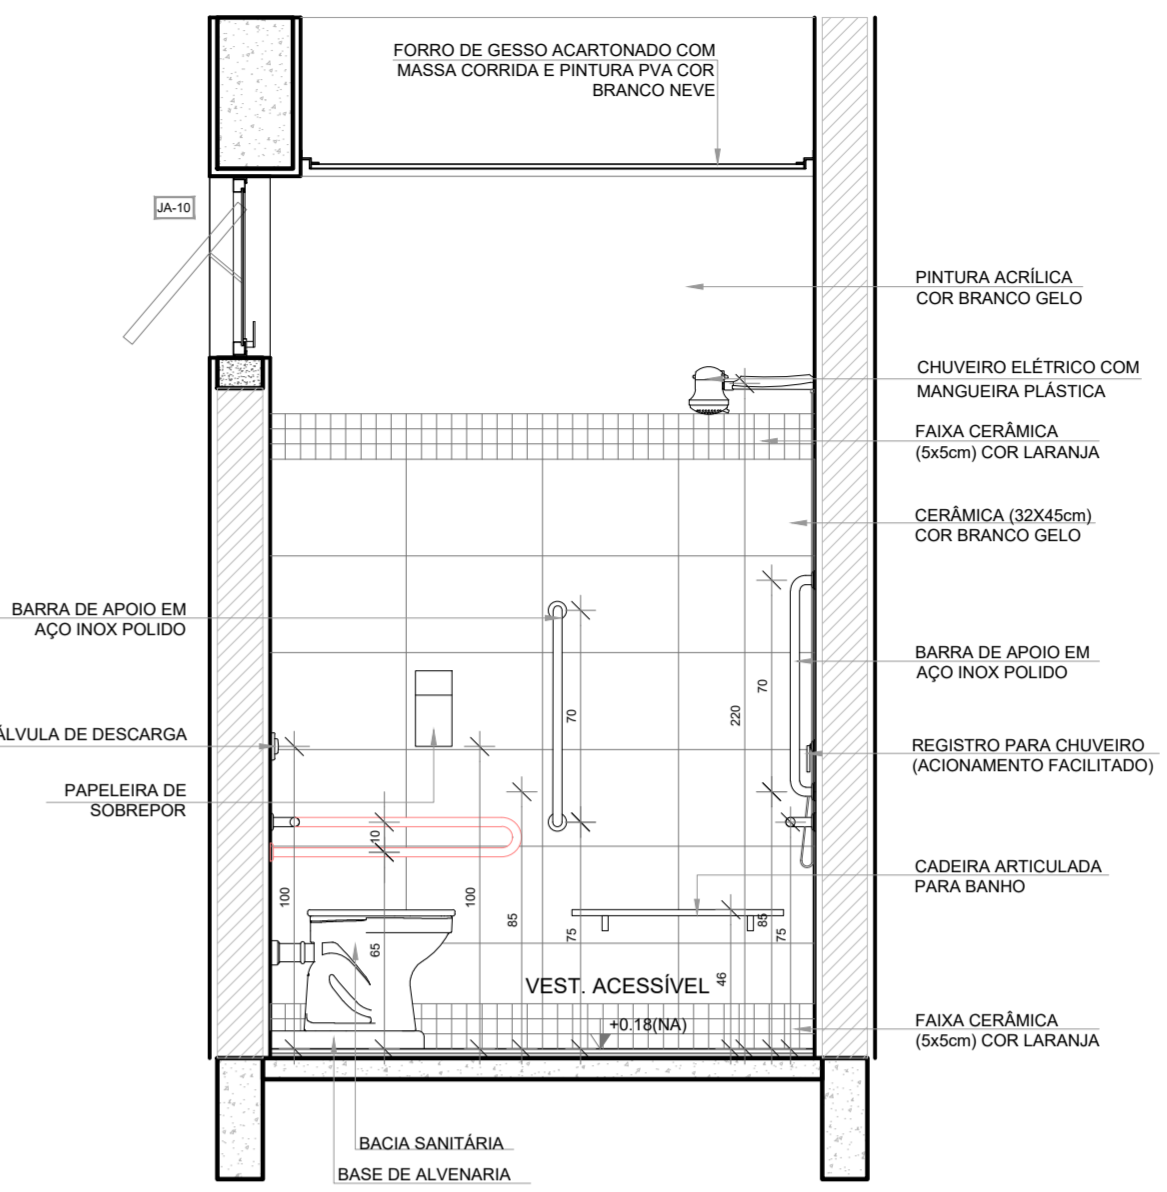 FORRO DE GESSO ACARTONADO COM
MASSA CORRIDA E PINTURA PVA COR
BRANCO NEVE
JA-10
PINTURA ACRÍLICA
COR BRANCO GELO
CHUVEIRO ELÉTRICO COM
MANGUEIRA PLÁSTICA
FAIXA CERÂMICA
(5x5cm) COR LARANJA
CERÂMICA (32X45cm)
COR BRANCO GELO
BARRA DE APOIO EM
AÇO INOX POLIDO
BARRA DE APOIO EM
AÇO INOX POLIDO
70
70
220
ÁLVULA DE DESCARGA
REGISTRO PARA CHUVEIRO
(ACIONAMENTO FACILITADO)
PAPELEIRA DE
SOBREPOR
10
CADEIRA ARTICULADA
PARA BANHO
100
100
85
75
65
85
75
46
VEST. ACESSÍVEL
+0.18(NA)
FAIXA CERÂMICA
(5x5cm) COR LARANJA
BACIA SANITÁRIA
BASE DE ALVENARIA